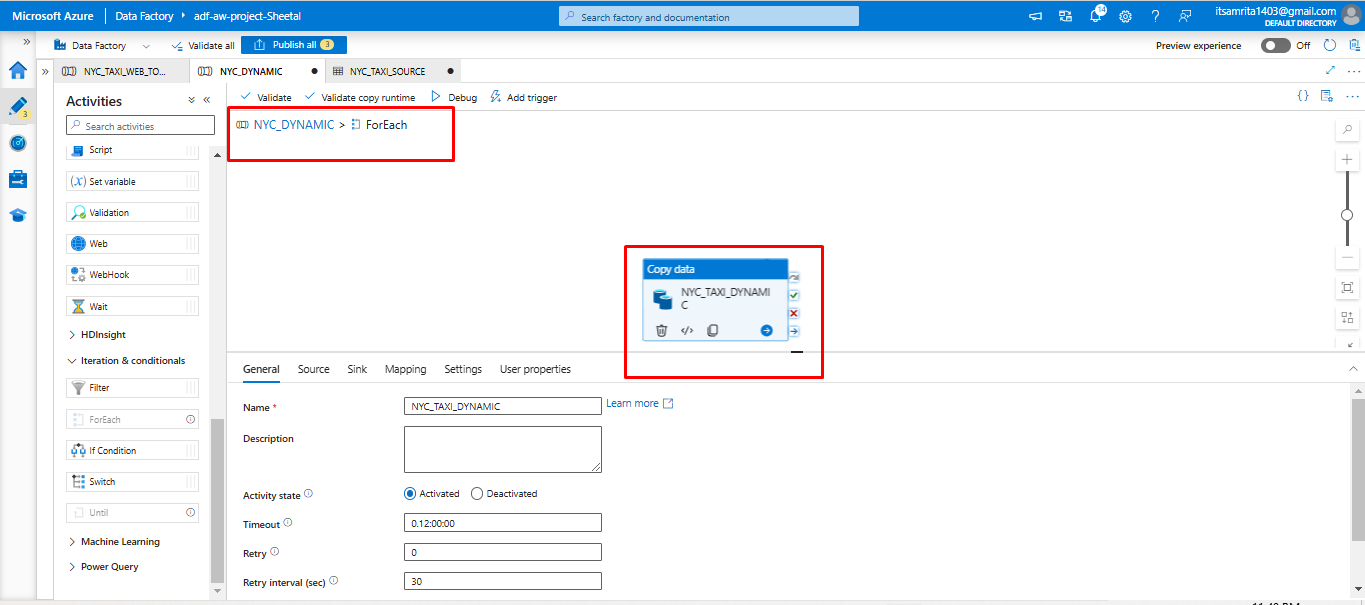 Microsoft Azure Data Factory adf-aw-project-Sheetal Search factory and documentation 14 itsamrita1403@gmail.com
DEFAULT DIRECTORY
» Data Factory Validate all Publish all 3 Preview experience Off
» NYC_TAXI_WEB_TO... NYC_DYNAMIC ● NYC_TAXI_SOURCE ●
3
Activities
Search activities
Script
(x) Set variable
Validation
Web
WebHook
Wait
HDInsight
Iteration & conditionals
Filter
ForEach
If Condition
Switch
Until
Machine Learning
Power Query
Validate Validate copy runtime Debug Add trigger {} ...
NYC_DYNAMIC > ForEach
Copy data
NYC_TAXI_DYNAMI
C
General Source Sink Mapping Settings User properties
Name * NYC_TAXI_DYNAMIC Learn more
Description
Activity state Activated Deactivated
Timeout 0.12:00:00
Retry 0
Retry interval (sec) 30